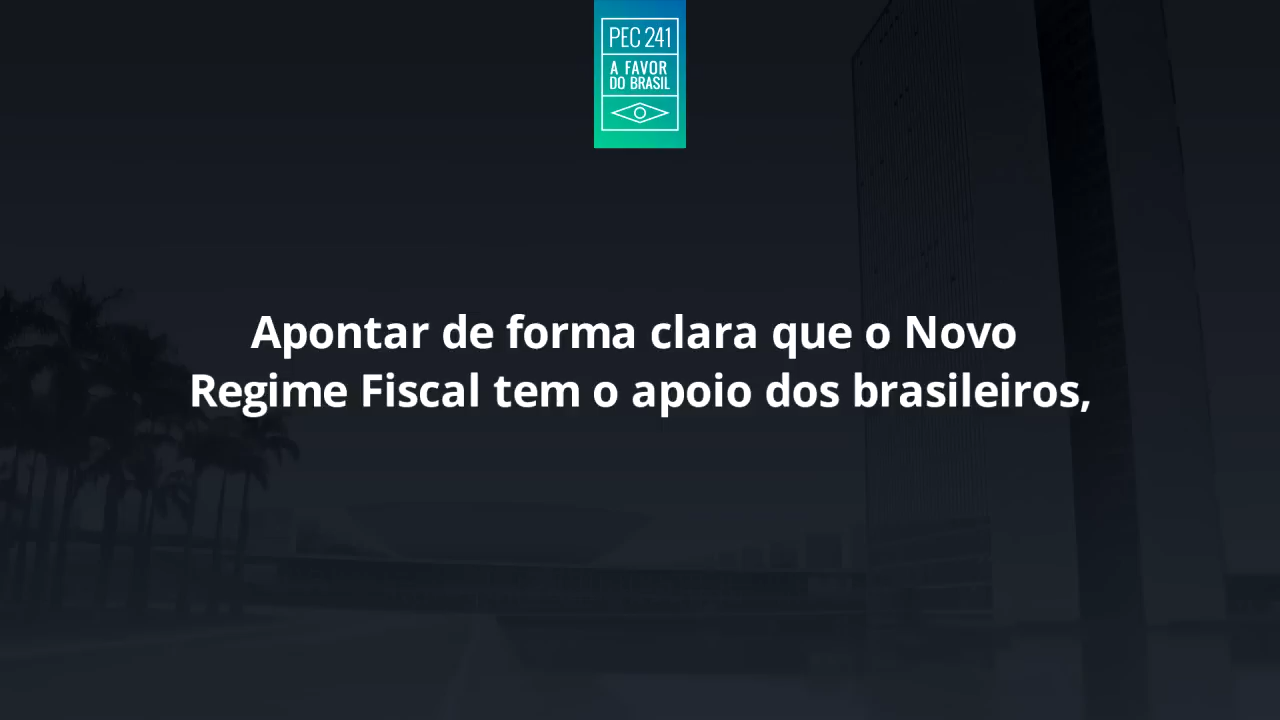 PEC 241
A FAVOR
DO BRASIL
Apontar de forma clara que o Novo
Regime Fiscal tem o apoio dos brasileiros,